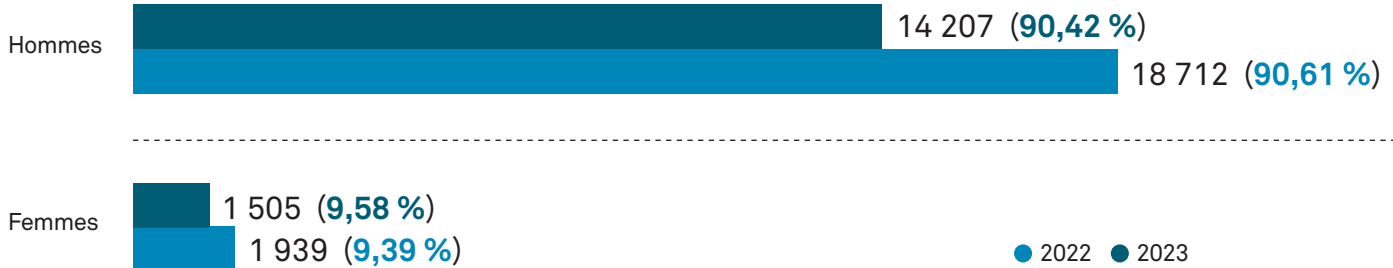 Hommes
14 207 (90,42 %)
18 712 (90,61 %)
Femmes
1 505 (9,58 %)
1 939 (9,39 %)
2022 2023